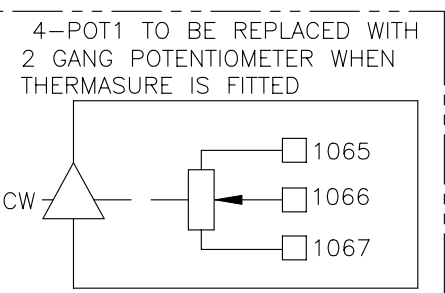 4-POT1 TO BE REPLACED WITH
2 GANG POTENTIOMETER WHEN
THERMASURE IS FITTED
1065
CW
1066
1067